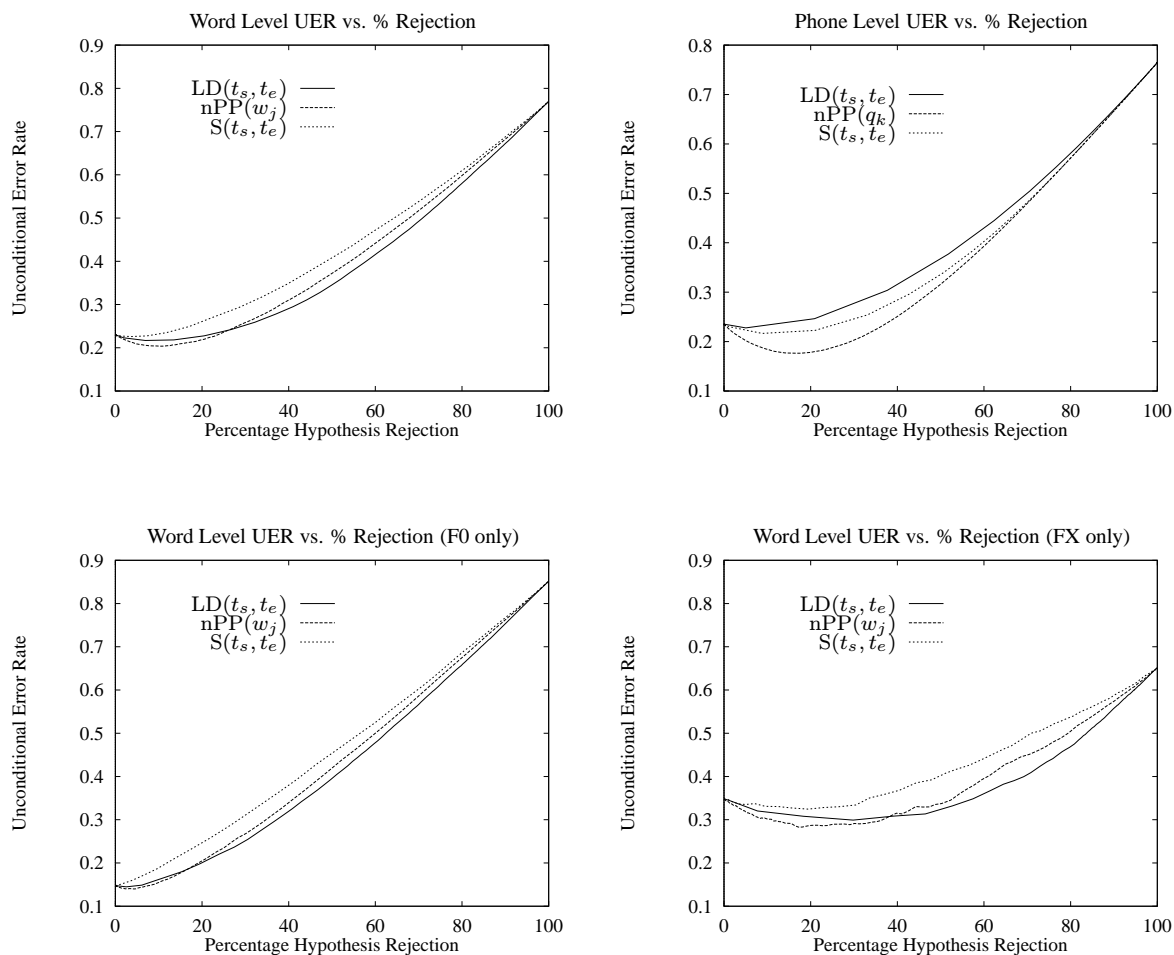 Word Level UER vs. % Rejection
0.9
0.8
0.7
0.6
0.5
0.4
0.3
0.2
0.1
Unconditional Error Rate
LD(t_s, t_e)
nPP(w_j)
S(t_s, t_e)
0 20 40 60 80 100
Percentage Hypothesis Rejection
Phone Level UER vs. % Rejection
0.8
0.7
0.6
0.5
0.4
0.3
0.2
0.1
Unconditional Error Rate
LD(t_s, t_e)
nPP(q_k)
S(t_s, t_e)
0 20 40 60 80 100
Percentage Hypothesis Rejection
Word Level UER vs. % Rejection (F0 only)
0.9
0.8
0.7
0.6
0.5
0.4
0.3
0.2
0.1
Unconditional Error Rate
LD(t_s, t_e)
nPP(w_j)
S(t_s, t_e)
0 20 40 60 80 100
Percentage Hypothesis Rejection
Word Level UER vs. % Rejection (FX only)
0.9
0.8
0.7
0.6
0.5
0.4
0.3
0.2
0.1
Unconditional Error Rate
LD(t_s, t_e)
nPP(w_j)
S(t_s, t_e)
0 20 40 60 80 100
Percentage Hypothesis Rejection